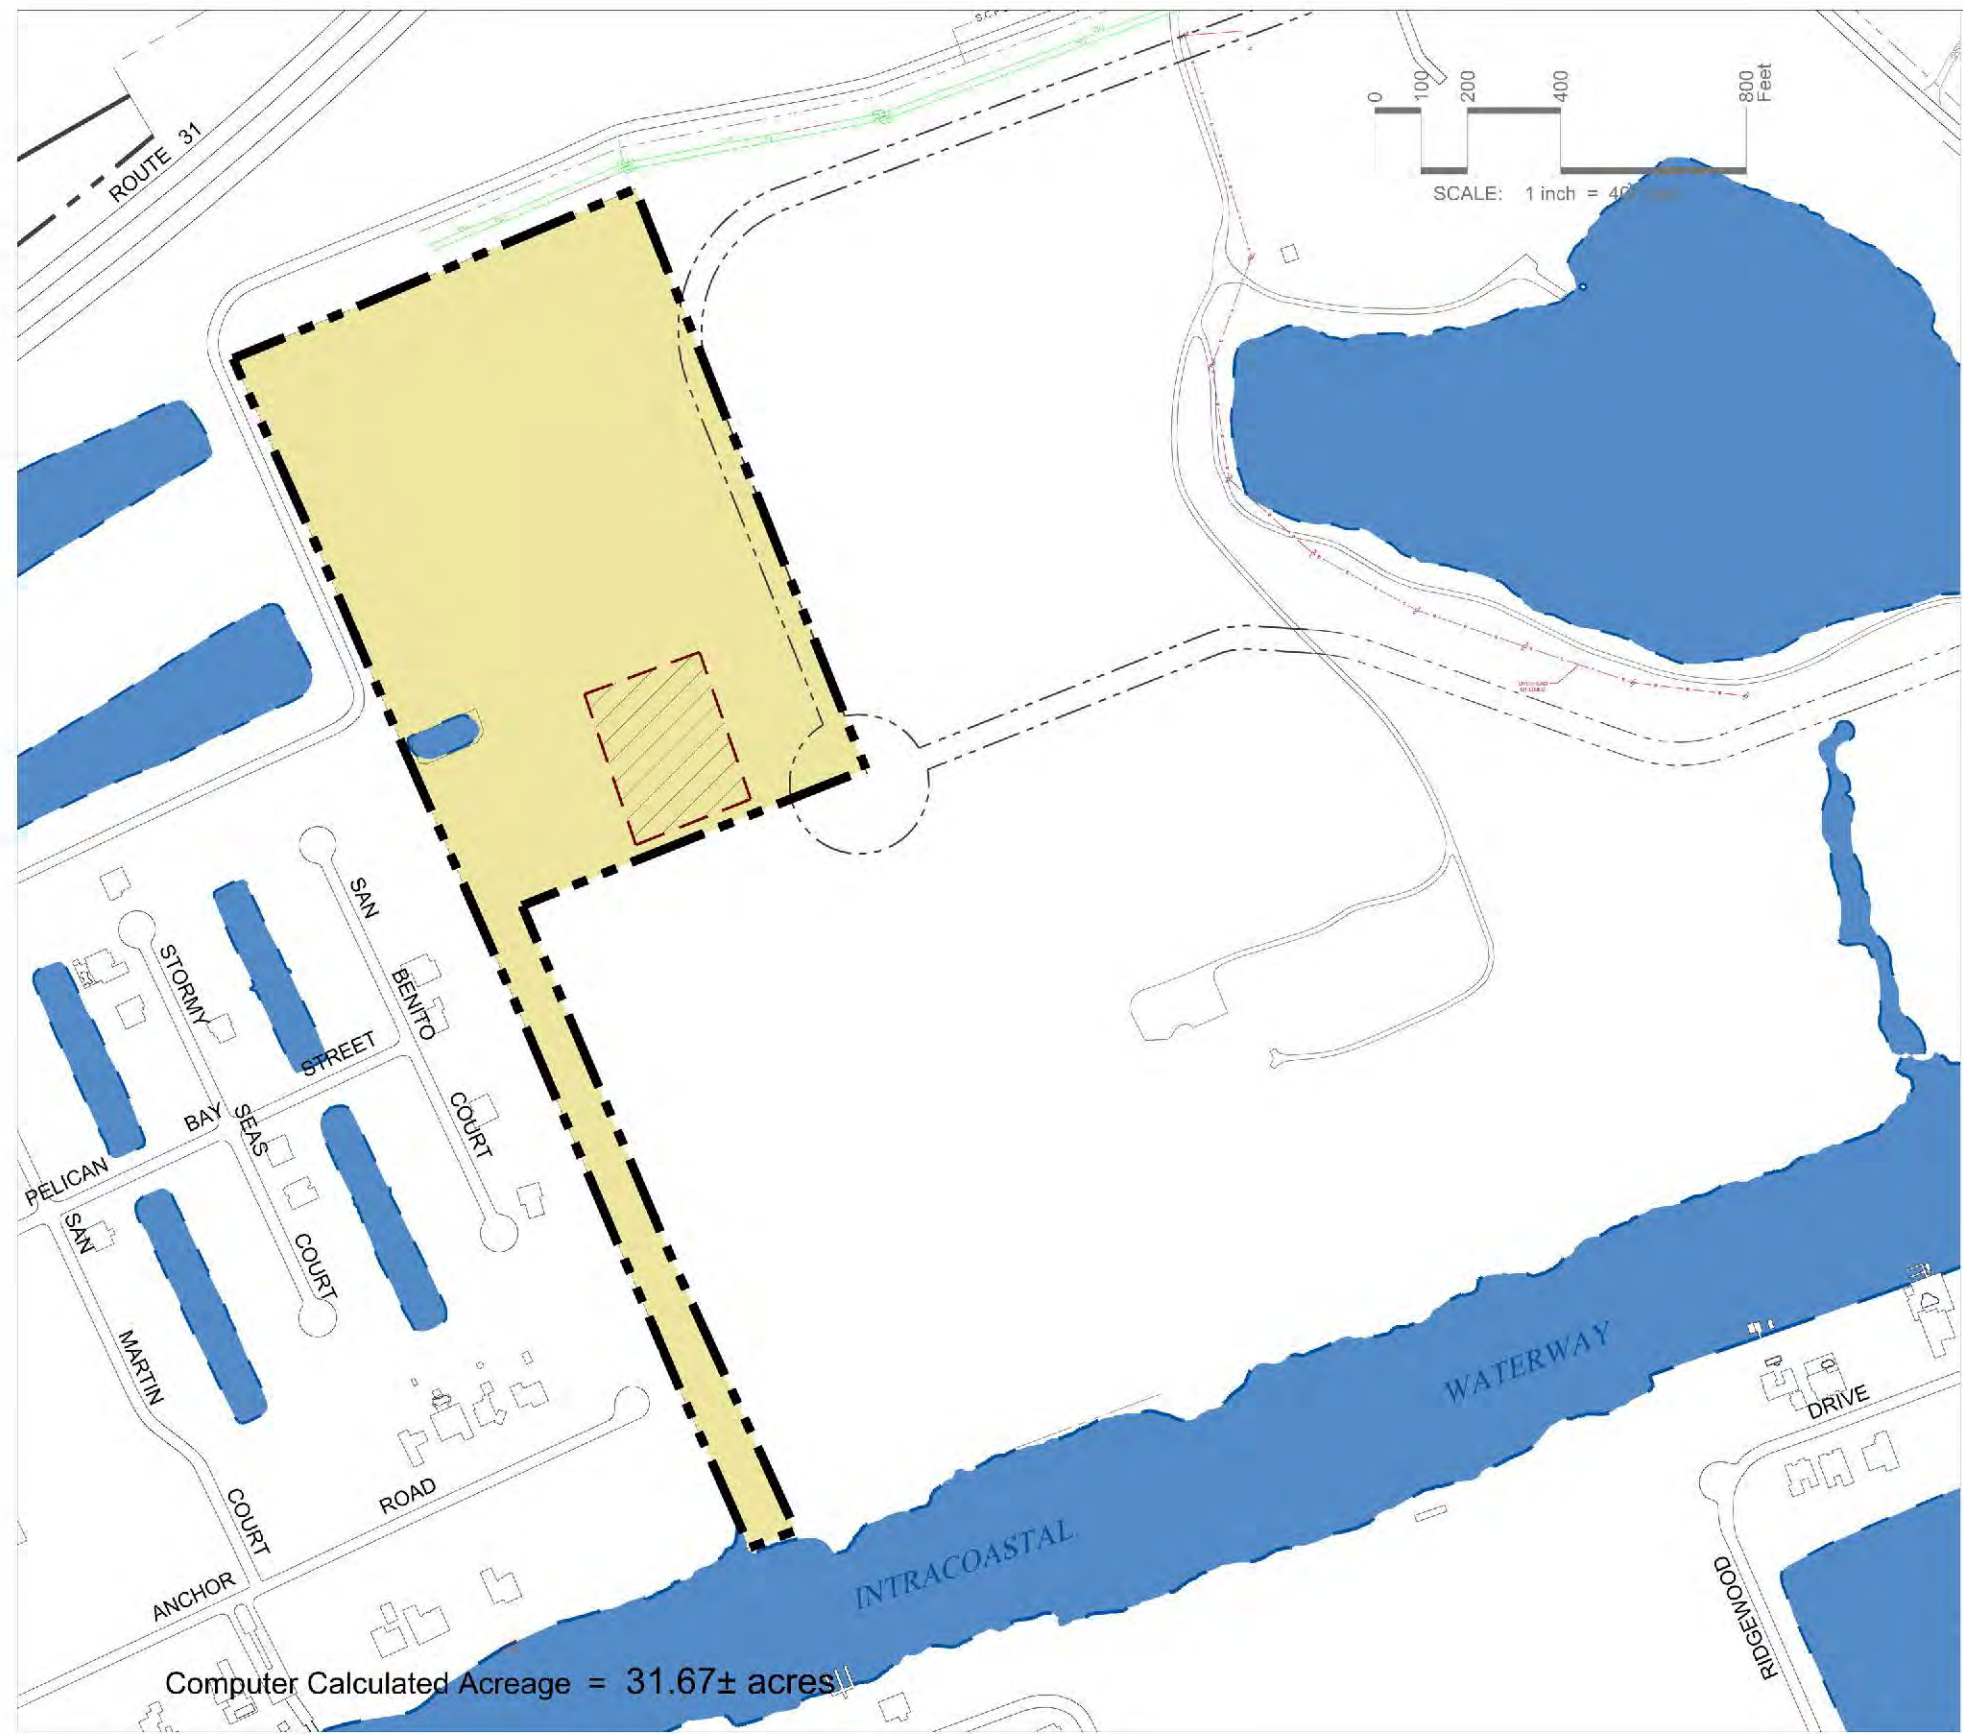 S.C.P.
ROUTE 31
0
100
200
400
800
Feet
SCALE: 1 inch = 40
SAN
BENITO
COURT
STORMY
SEAS
COURT
PELICAN
BAY
STREET
SAN
MARTIN
COURT
ANCHOR
ROAD
INTRACOASTAL
WATERWAY
DRIVE
RIDGEWOOD
Computer Calculated Acreage = 31.67± acres